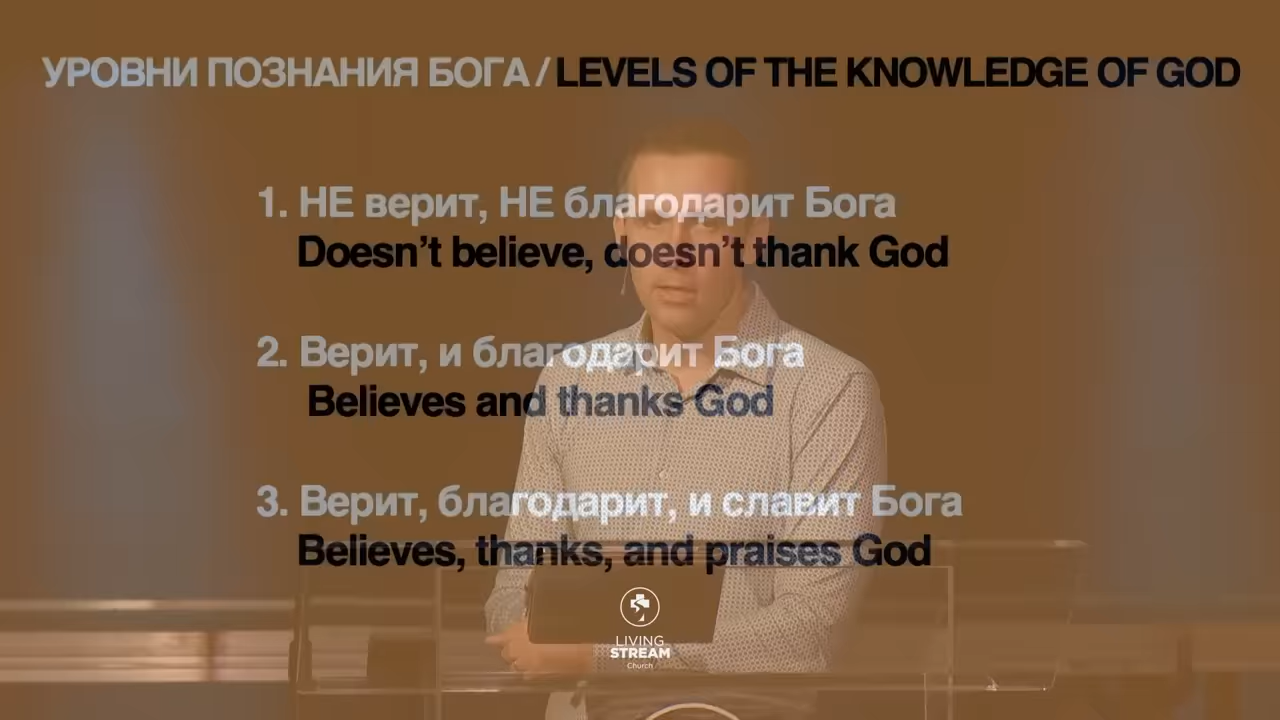 УРОВНИ ПОЗНАНИЯ БОГА / LEVELS OF THE KNOWLEDGE OF GOD
1. НЕ верит, НЕ благодарит Бога
Doesn't believe, doesn't thank God
2. Верит, и благодарит Бога
Believes and thanks God
3. Верит, благодарит, и славит Бога
Believes, thanks, and praises God
LIVING
STREAM
Church